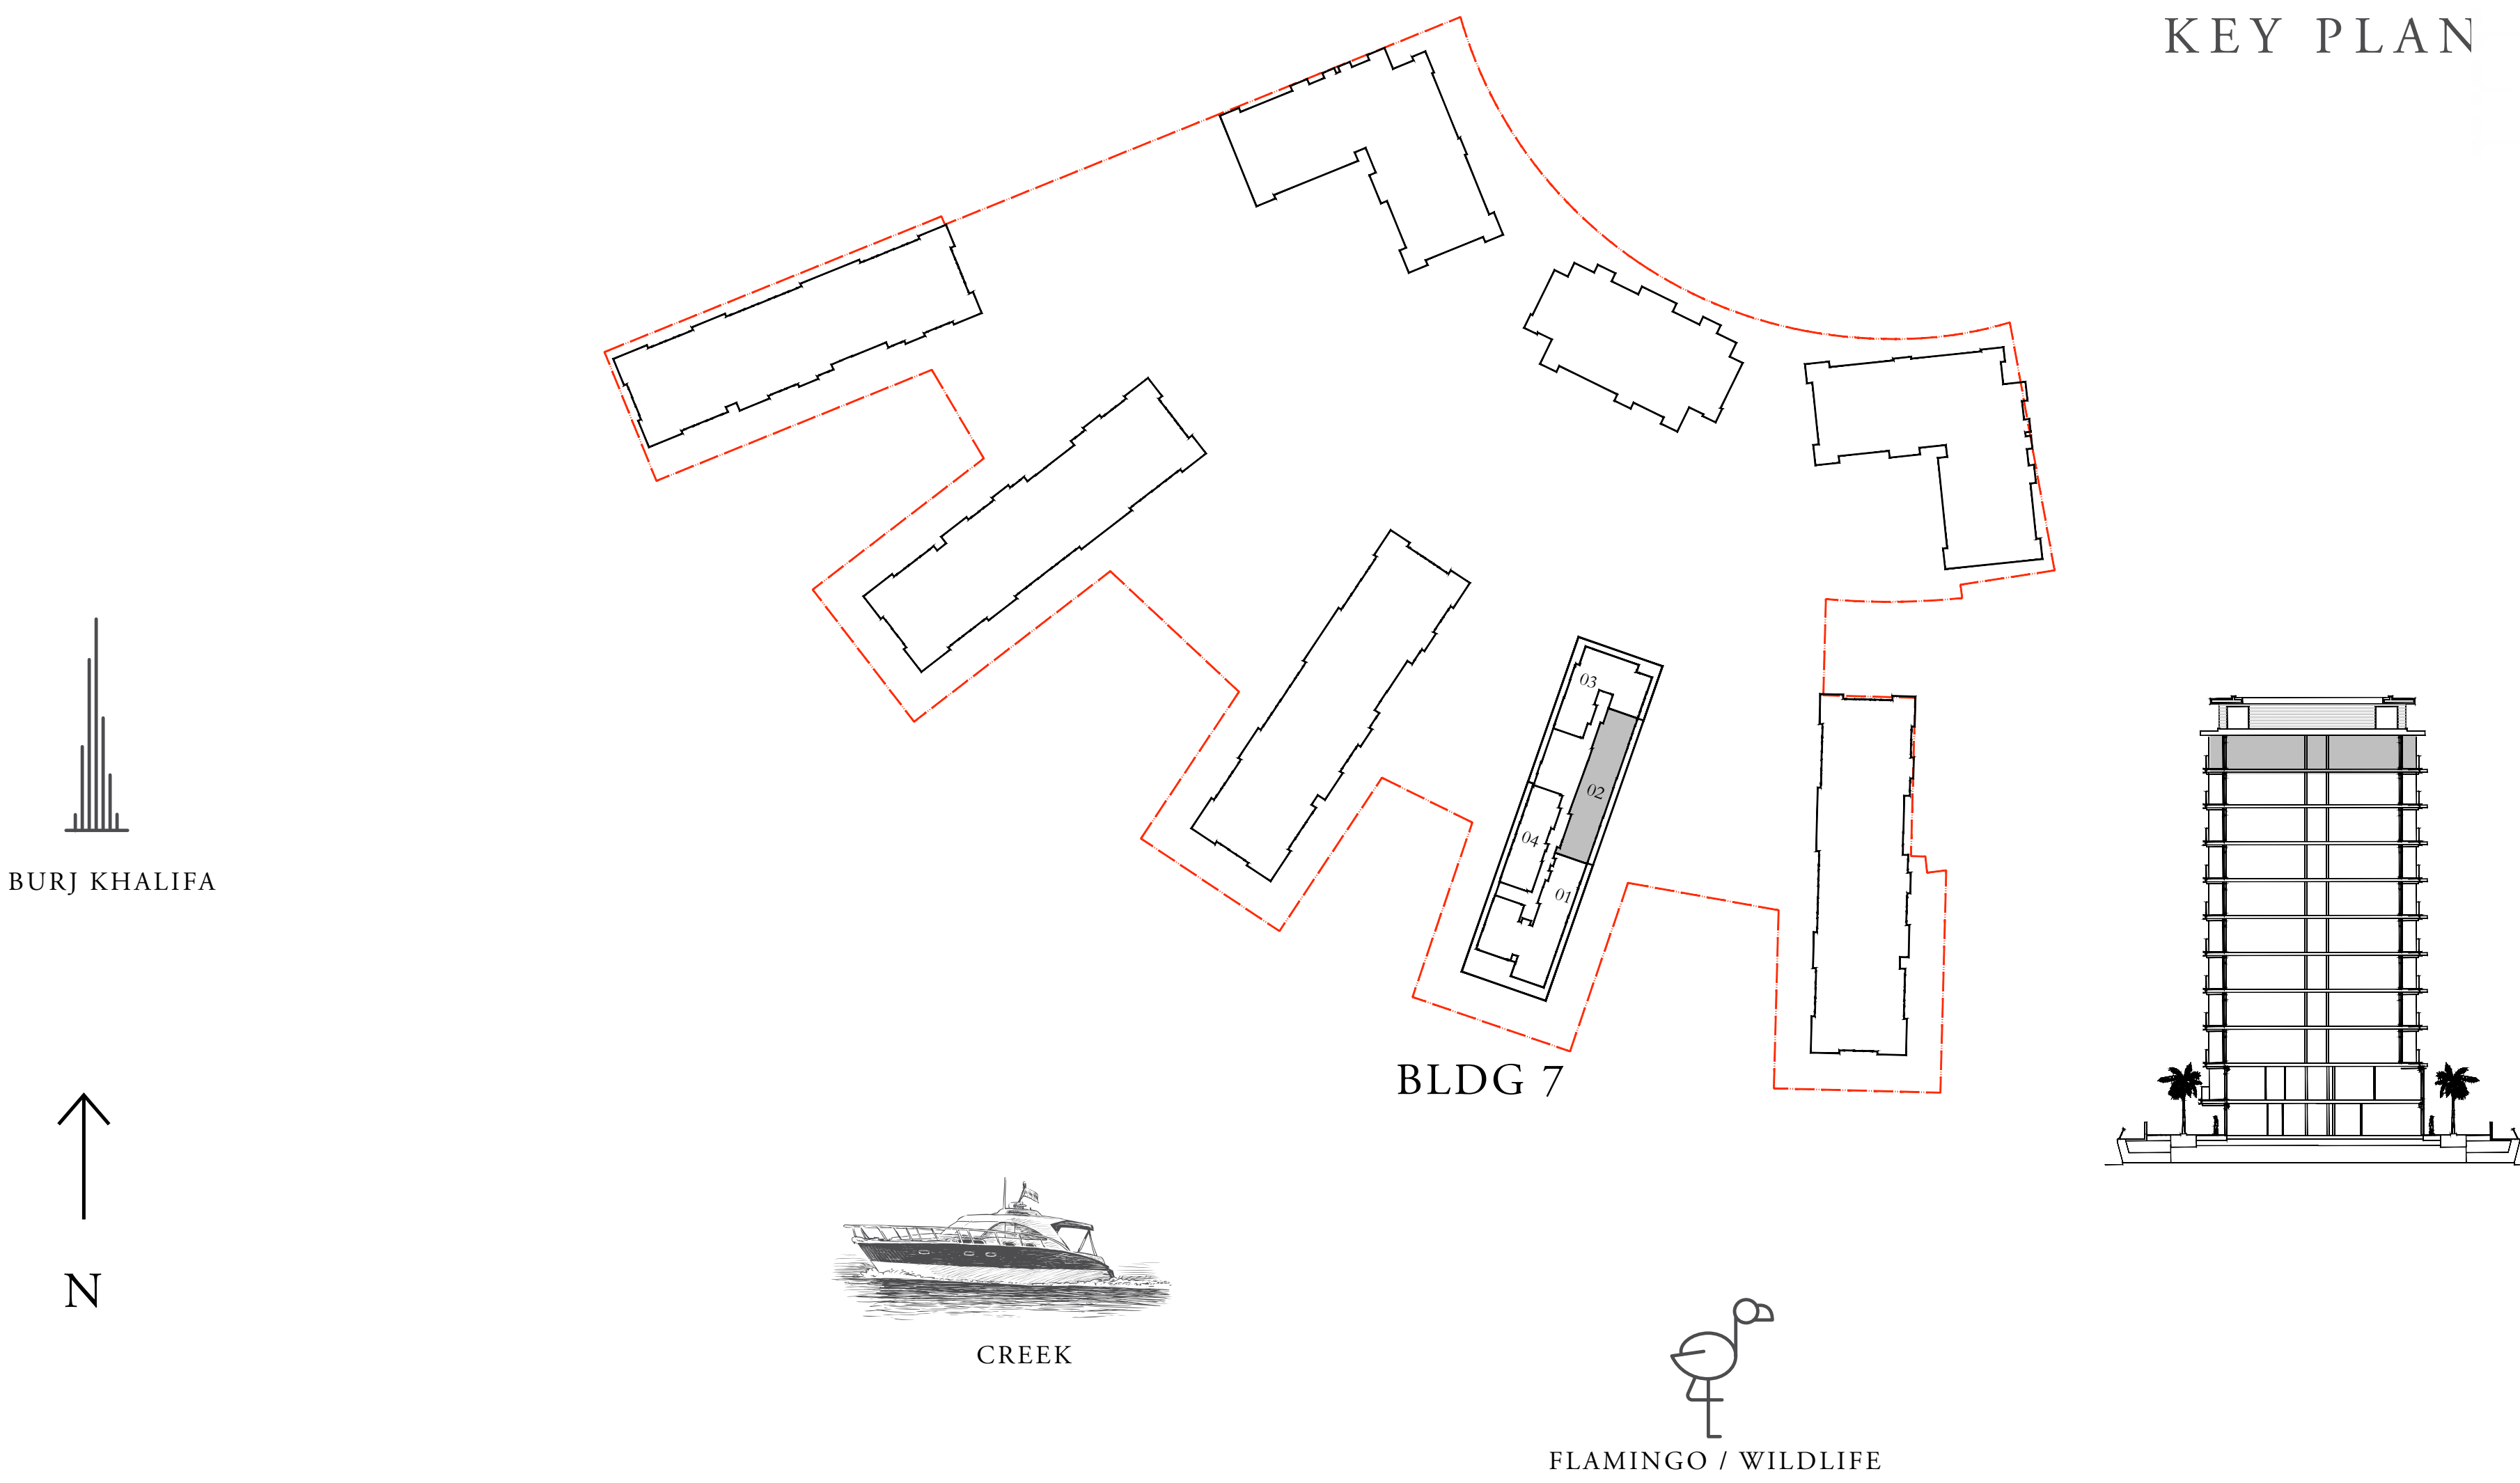 KEY PLAN
03
02
04
01
BURJ KHALIFA
BLDG 7
N
CREEK
FLAMINGO / WILDLIFE